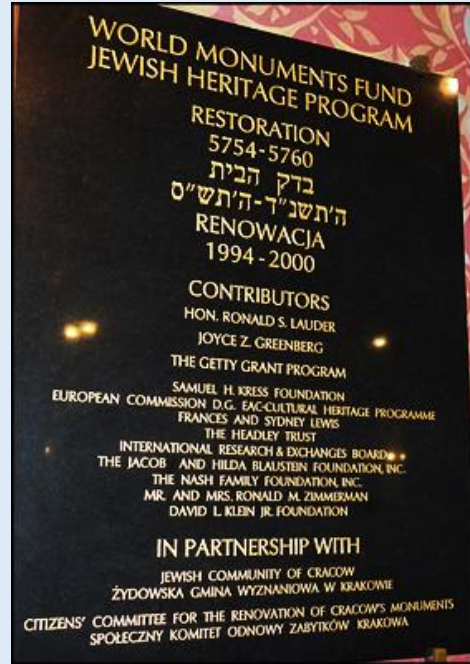 WORLD MONUMENTS FUND
JEWISH HERITAGE PROGRAM
RESTORATION
5754-5760
בדק הבית
ה'תשנ"ד-ה'תש"ס
RENOWACJA
1994-2000
CONTRIBUTORS
HON. RONALD S. LAUDER
JOYCE Z. GREENBERG
THE GETTY GRANT PROGRAM
SAMUEL H. KRESS FOUNDATION
EUROPEAN COMMISSION D.G. EAC-CULTURAL HERITAGE PROGRAMME
FRANCES AND SYDNEY LEWIS
THE HEADLEY TRUST
INTERNATIONAL RESEARCH & EXCHANGES BOARD
THE JACOB AND HILDA BLAUSTEIN FOUNDATION, INC.
THE NASH FAMILY FOUNDATION, INC.
MR. AND MRS. RONALD M. ZIMMERMAN
DAVID L. KLEIN JR. FOUNDATION
IN PARTNERSHIP WITH
JEWISH COMMUNITY OF CRACOW
ŻYDOWSKA GMINA WYZNANIOWA W KRAKOWIE
CITIZENS' COMMITTEE FOR THE RENOVATION OF CRACOW'S MONUMENTS
SPOŁECZNY KOMITET ODNOWY ZABYTKÓW KRAKOWA